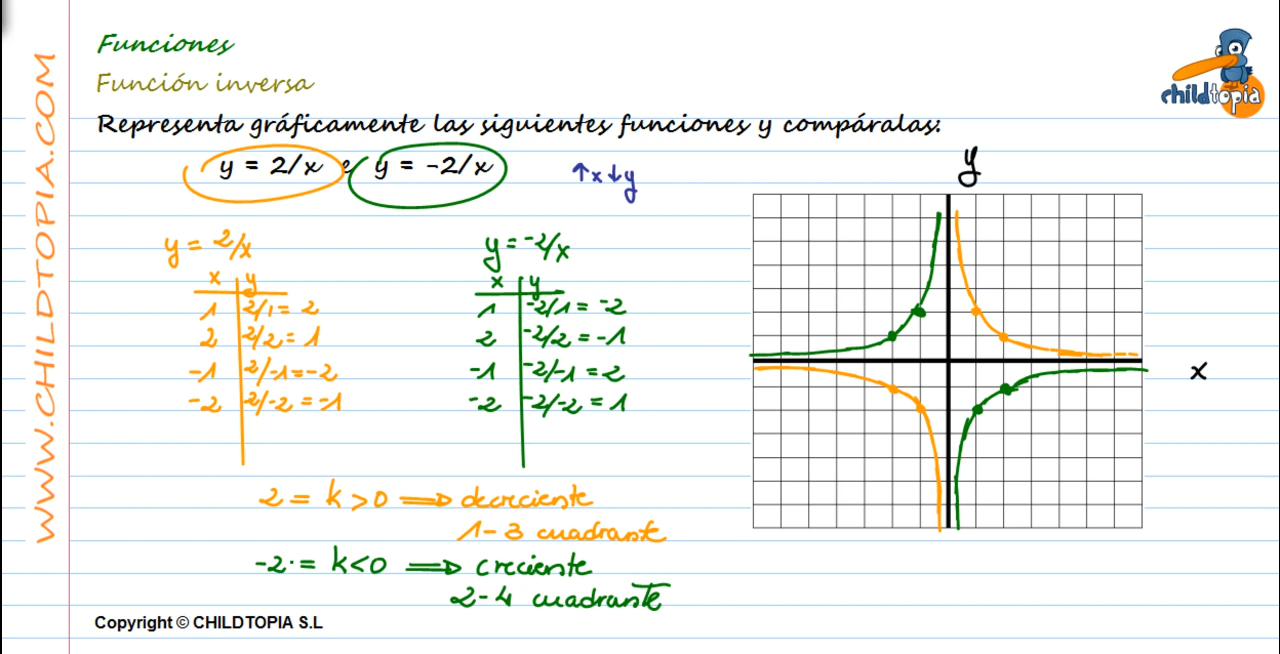 Funciones
Función inversa
Representa gráficamente las siguientes funciones y compáralas:
y = 2/x e y = -2/x
↑x↓y
y = 2/x
x y
1 2/1 = 2
2 2/2 = 1
-1 2/-1 = -2
-2 2/-2 = -1
y = -2/x
x y
1 -2/1 = -2
2 -2/2 = -1
-1 -2/-1 = 2
-2 -2/-2 = 1
2 = k > 0 ⟹ decreciente
1-3 cuadrante
-2 = k < 0 ⟹ creciente
2-4 cuadrante
y
x
childtopia
WWW.CHILDTOPIA.COM
Copyright © CHILDTOPIA S.L